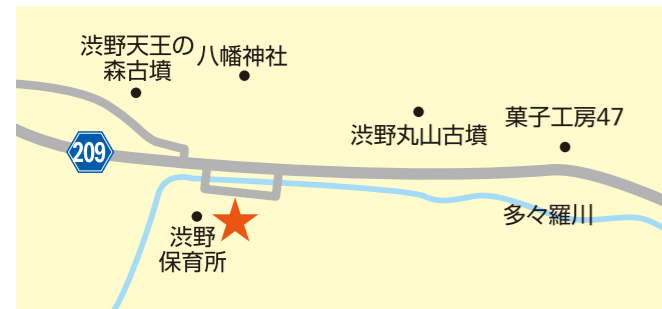 渋野天王の
森古墳
八幡神社
渋野丸山古墳
菓子工房47
209
多々羅川
渋野
保育所